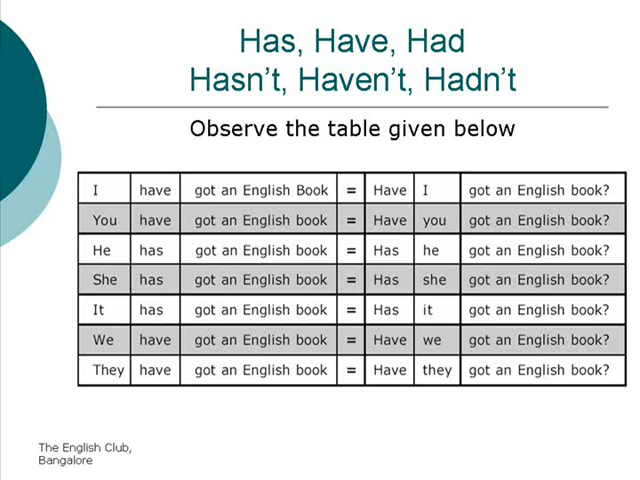 Has, Have, Had
Hasn't, Haven't, Hadn't
Observe the table given below
I have got an English Book = Have I got an English book?
You have got an English book = Have you got an English book?
He has got an English book = Has he got an English book?
She has got an English book = Has she got an English book?
It has got an English book = Has it got an English book?
We have got an English book = Have we got an English book?
They have got an English book = Have they got an English book?
The English Club,
Bangalore